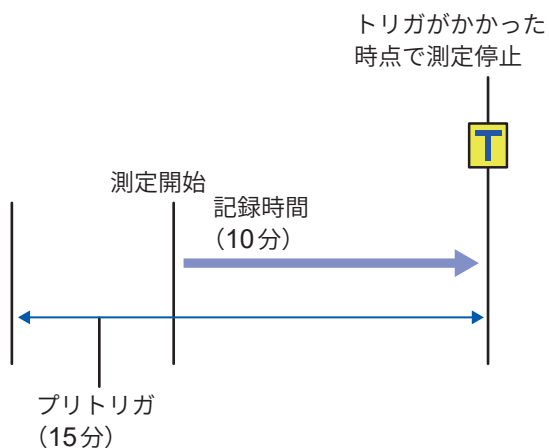 トリガがかかった
時点で測定停止
T
測定開始
記録時間
（10分）
プリトリガ
（15分）